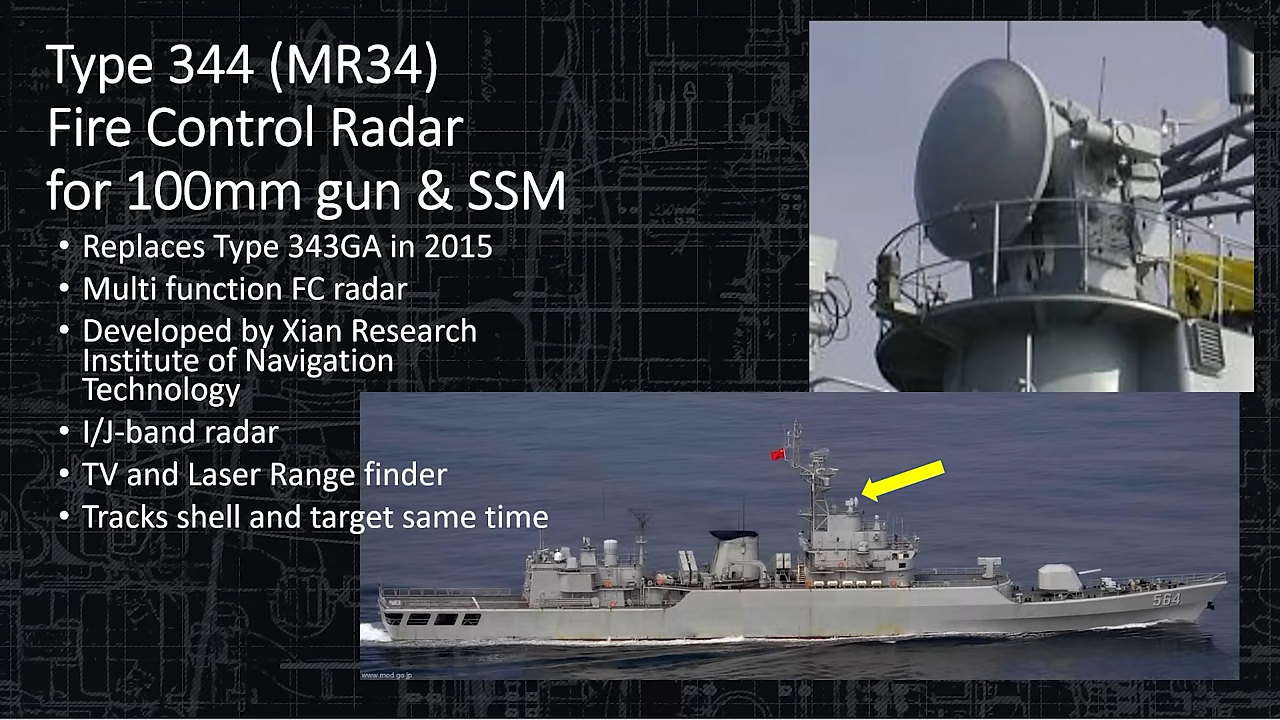 Type 344 (MR34)
Fire Control Radar
for 100mm gun & SSM
• Replaces Type 343GA in 2015
• Multi function FC radar
• Developed by Xian Research
Institute of Navigation
Technology
• I/J-band radar
• TV and Laser Range finder
• Tracks shell and target same time
564
www.mod.go.jp